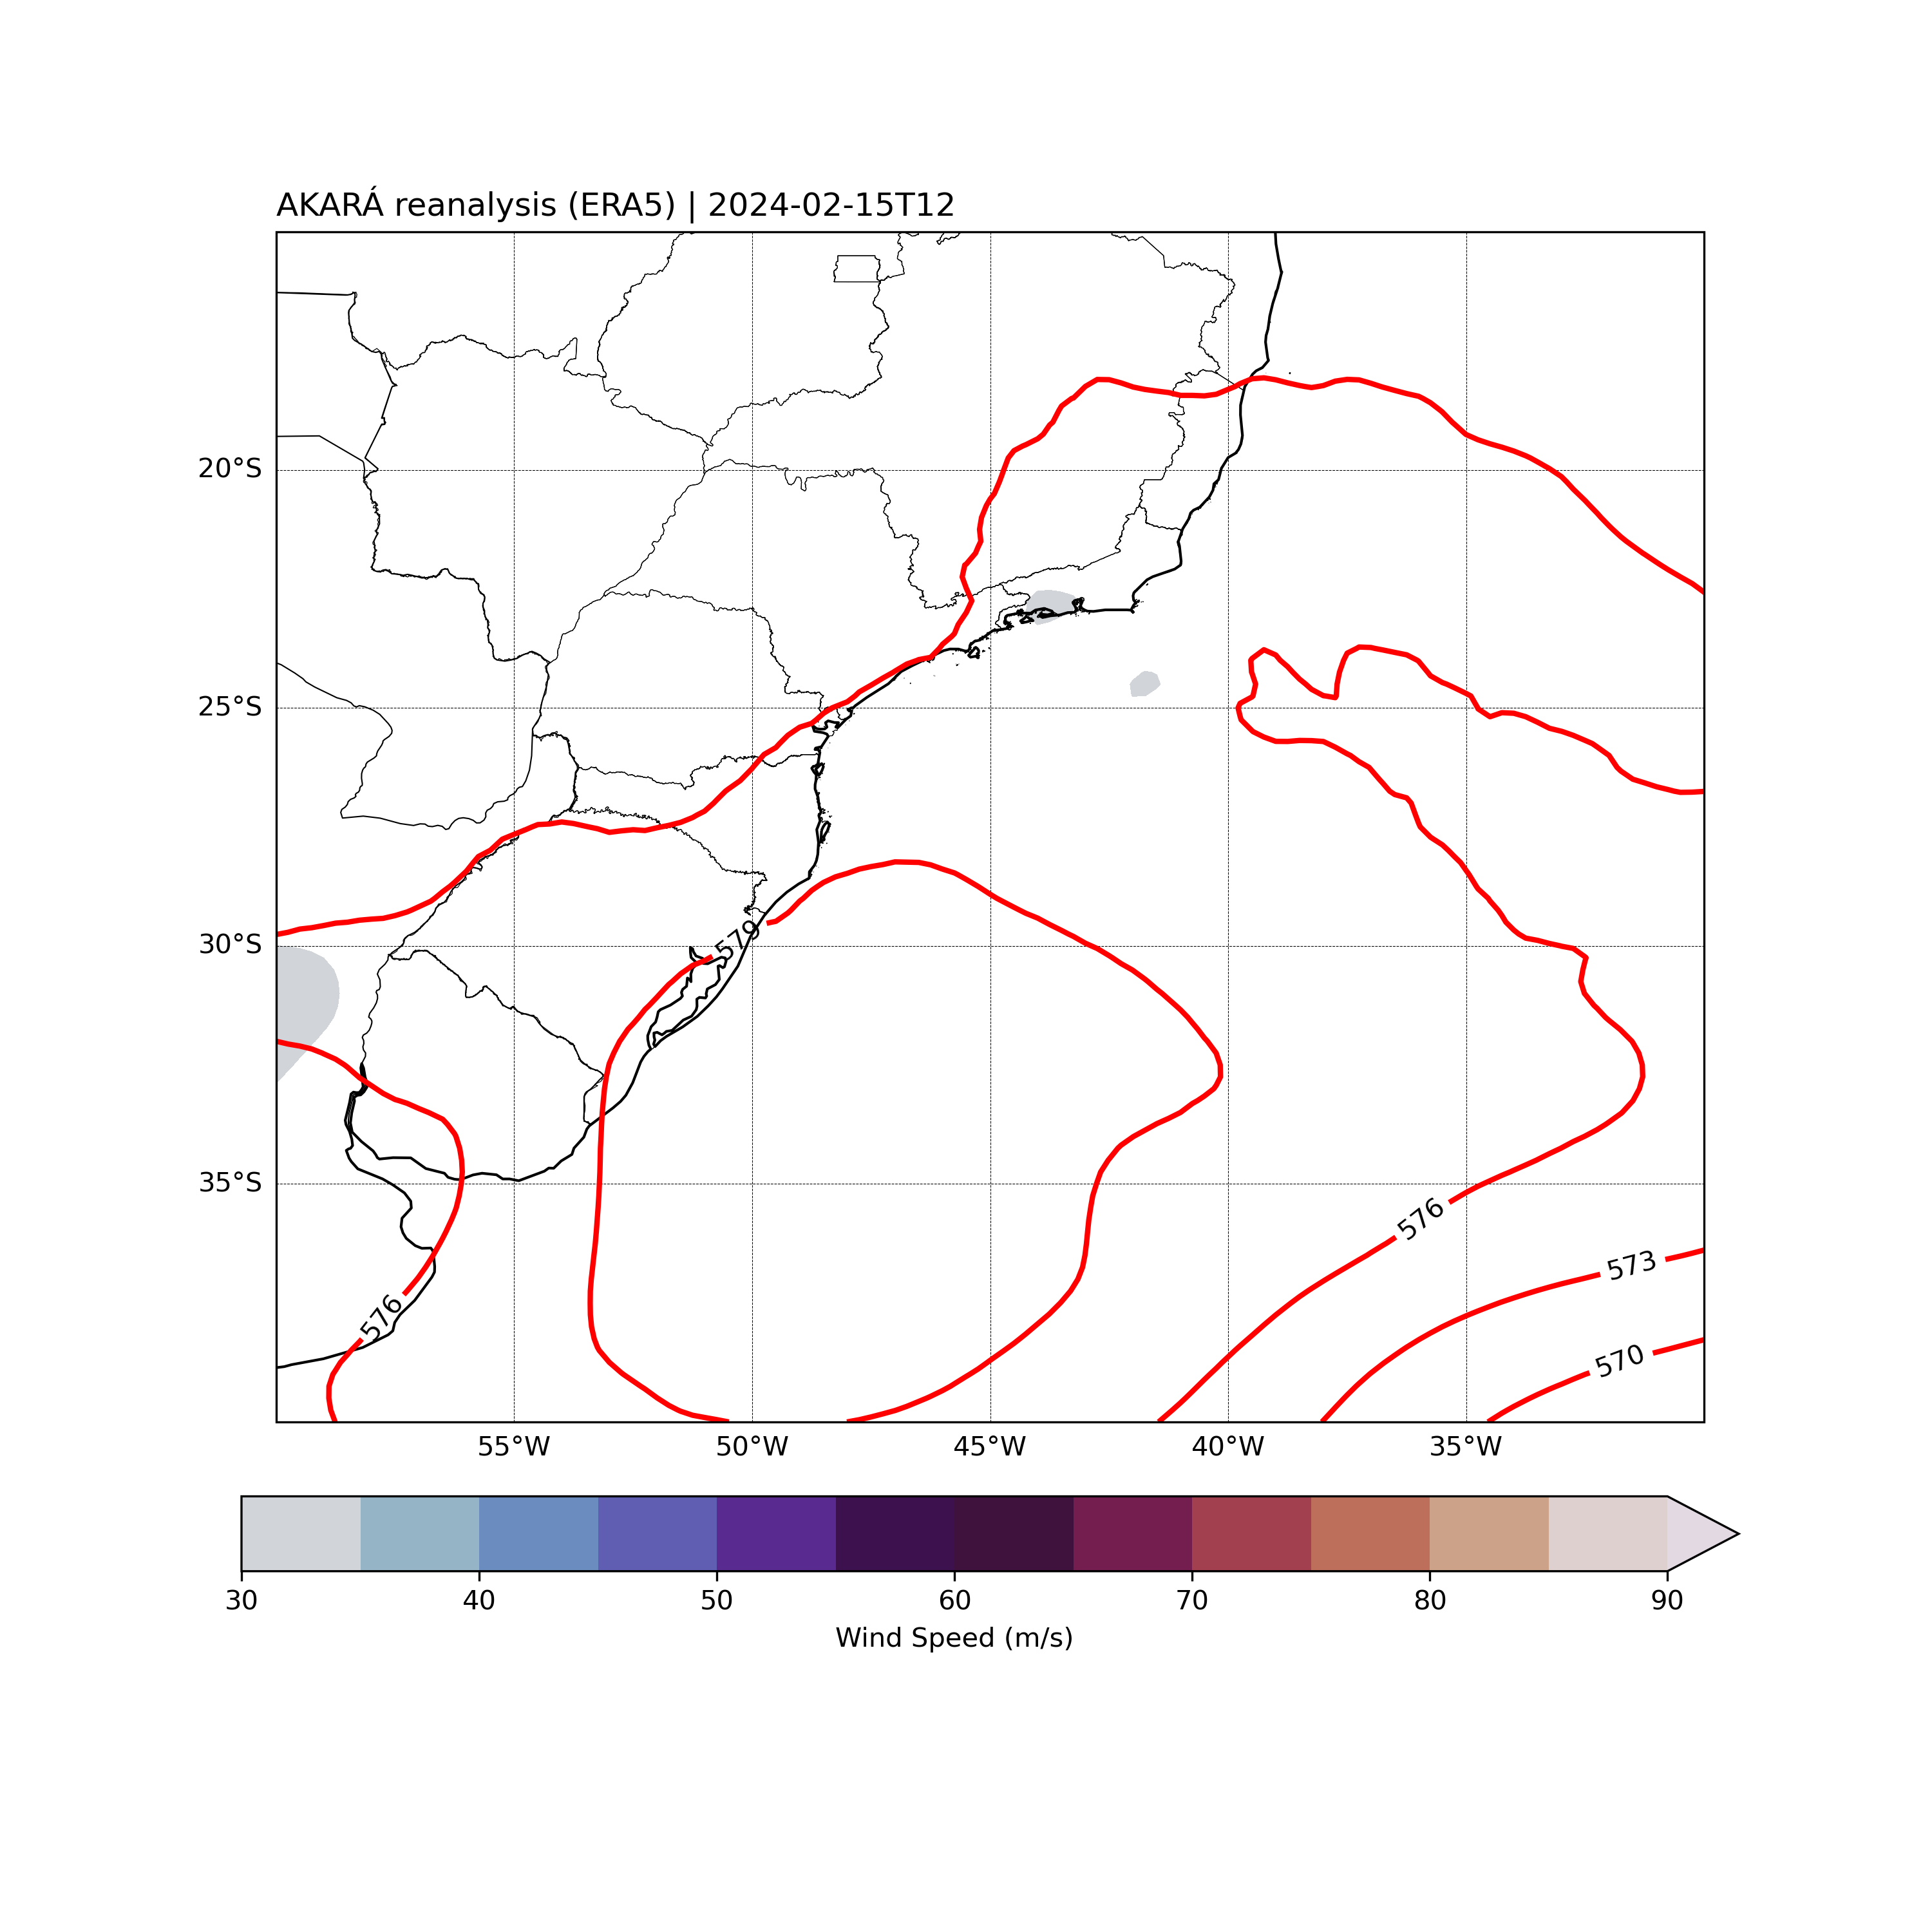 AKARÁ reanalysis (ERA5) | 2024-02-15T12
20°S
25°S
30°S
35°S
579
576
573
570
576
55°W 50°W 45°W 40°W 35°W
30 40 50 60 70 80 90
Wind Speed (m/s)